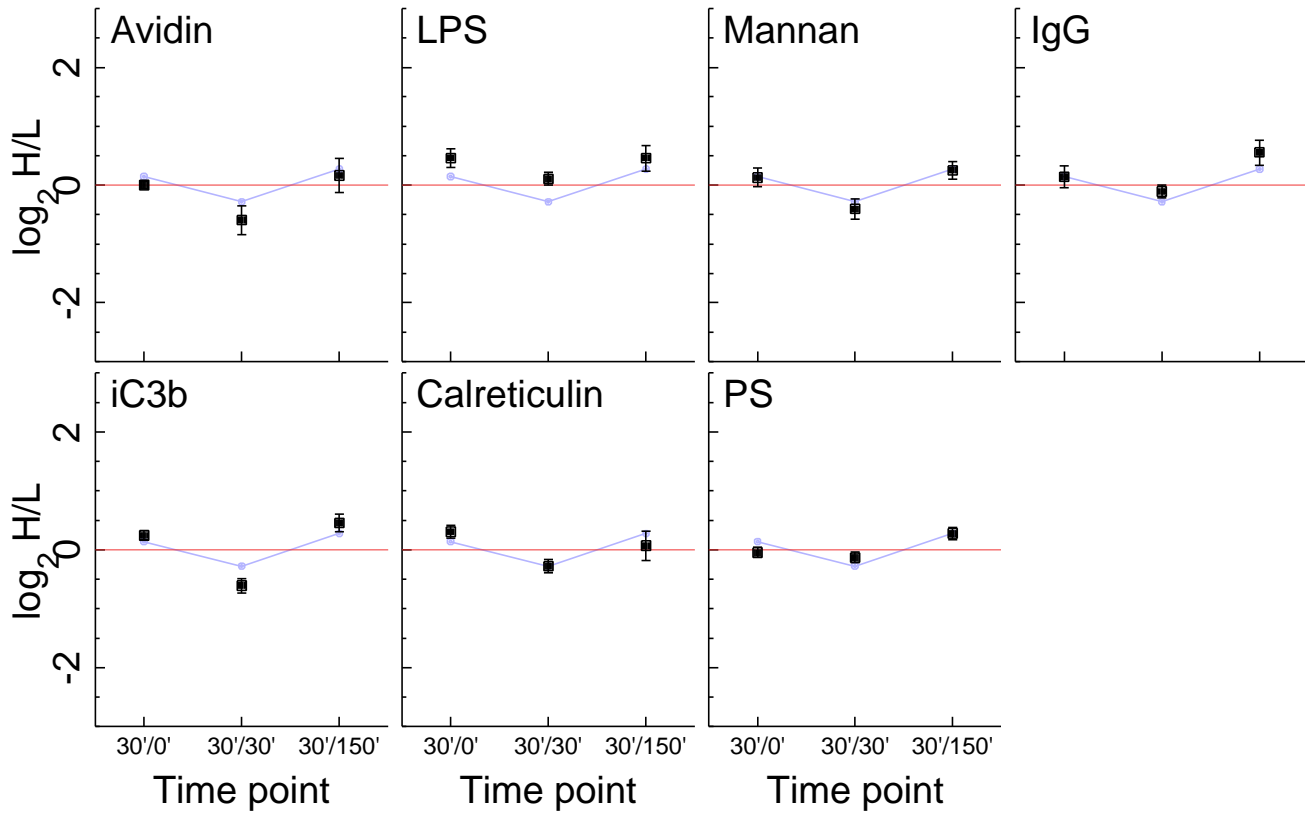 Avidin LPS Mannan IgG
2
0
-2
log2 H/L
iC3b Calreticulin PS
2
0
-2
log2 H/L
30'/0' 30'/30' 30'/150' 30'/0' 30'/30' 30'/150' 30'/0' 30'/30' 30'/150'
Time point Time point Time point